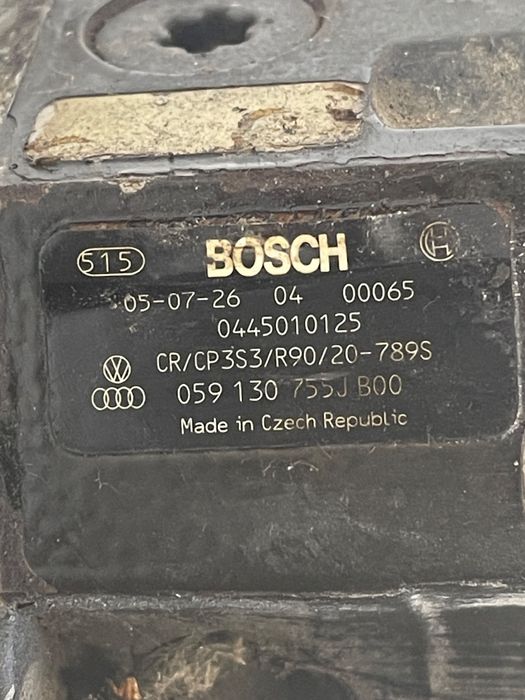 515 BOSCH
05-07-26 04 00065
0445010125
CR/CP3S3/R90/20-789S
059 130 755J B00
Made in Czech Republic